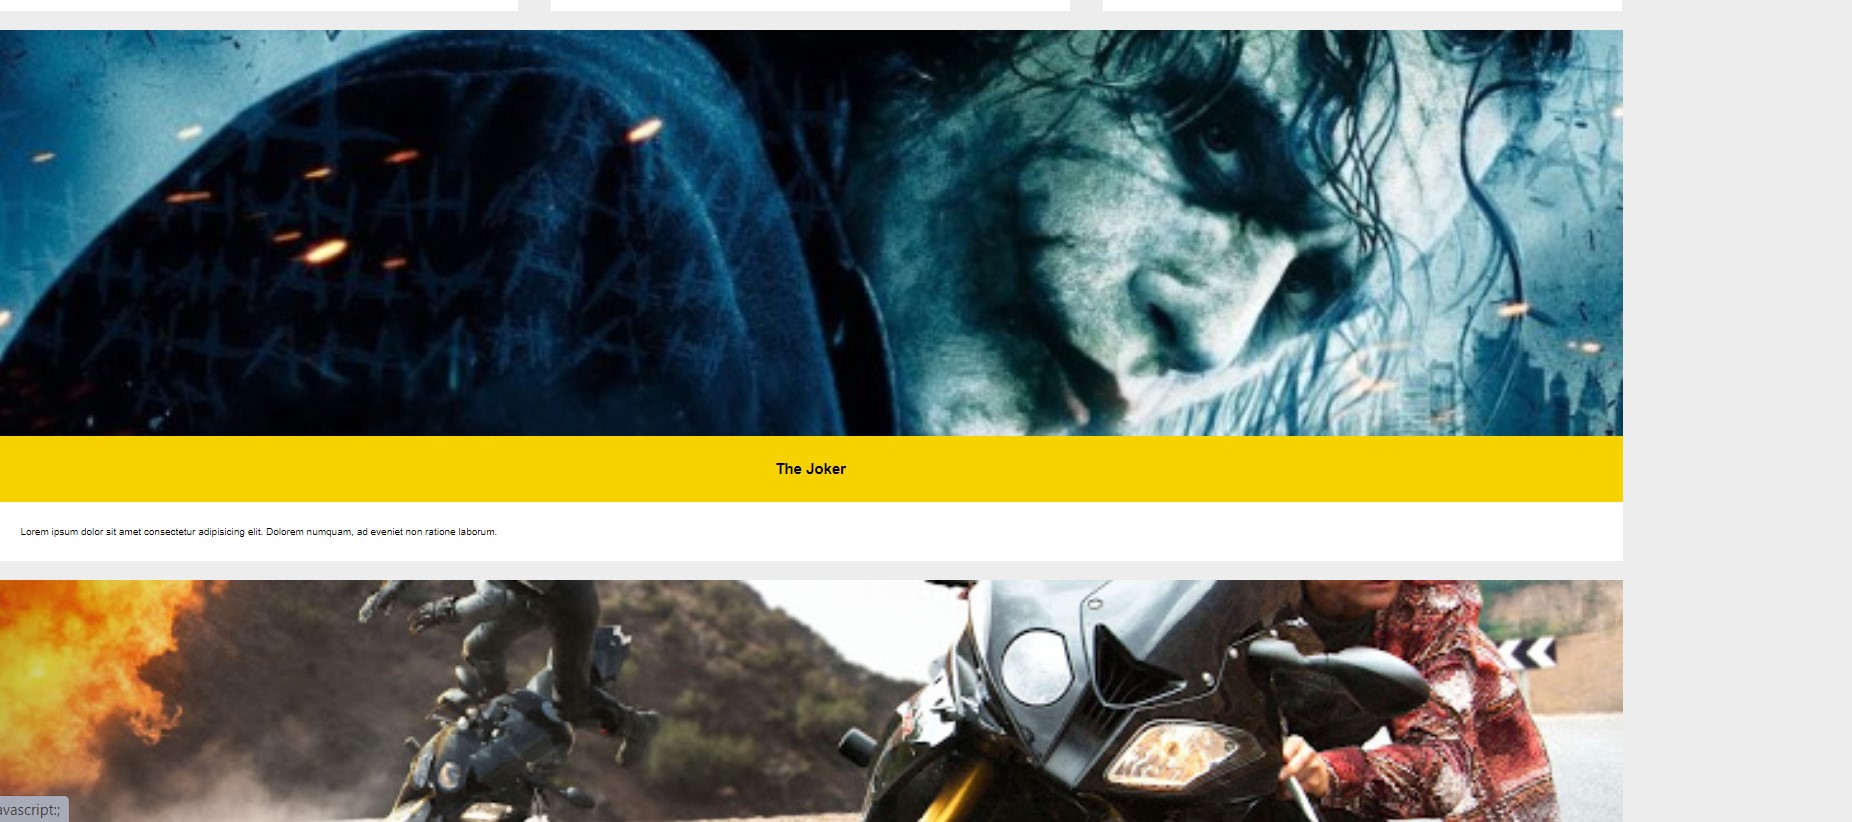 The Joker
Lorem ipsum dolor sit amet consectetur adipisicing elit. Dolorem numquam, ad eveniet non ratione laborum.
avascript:;